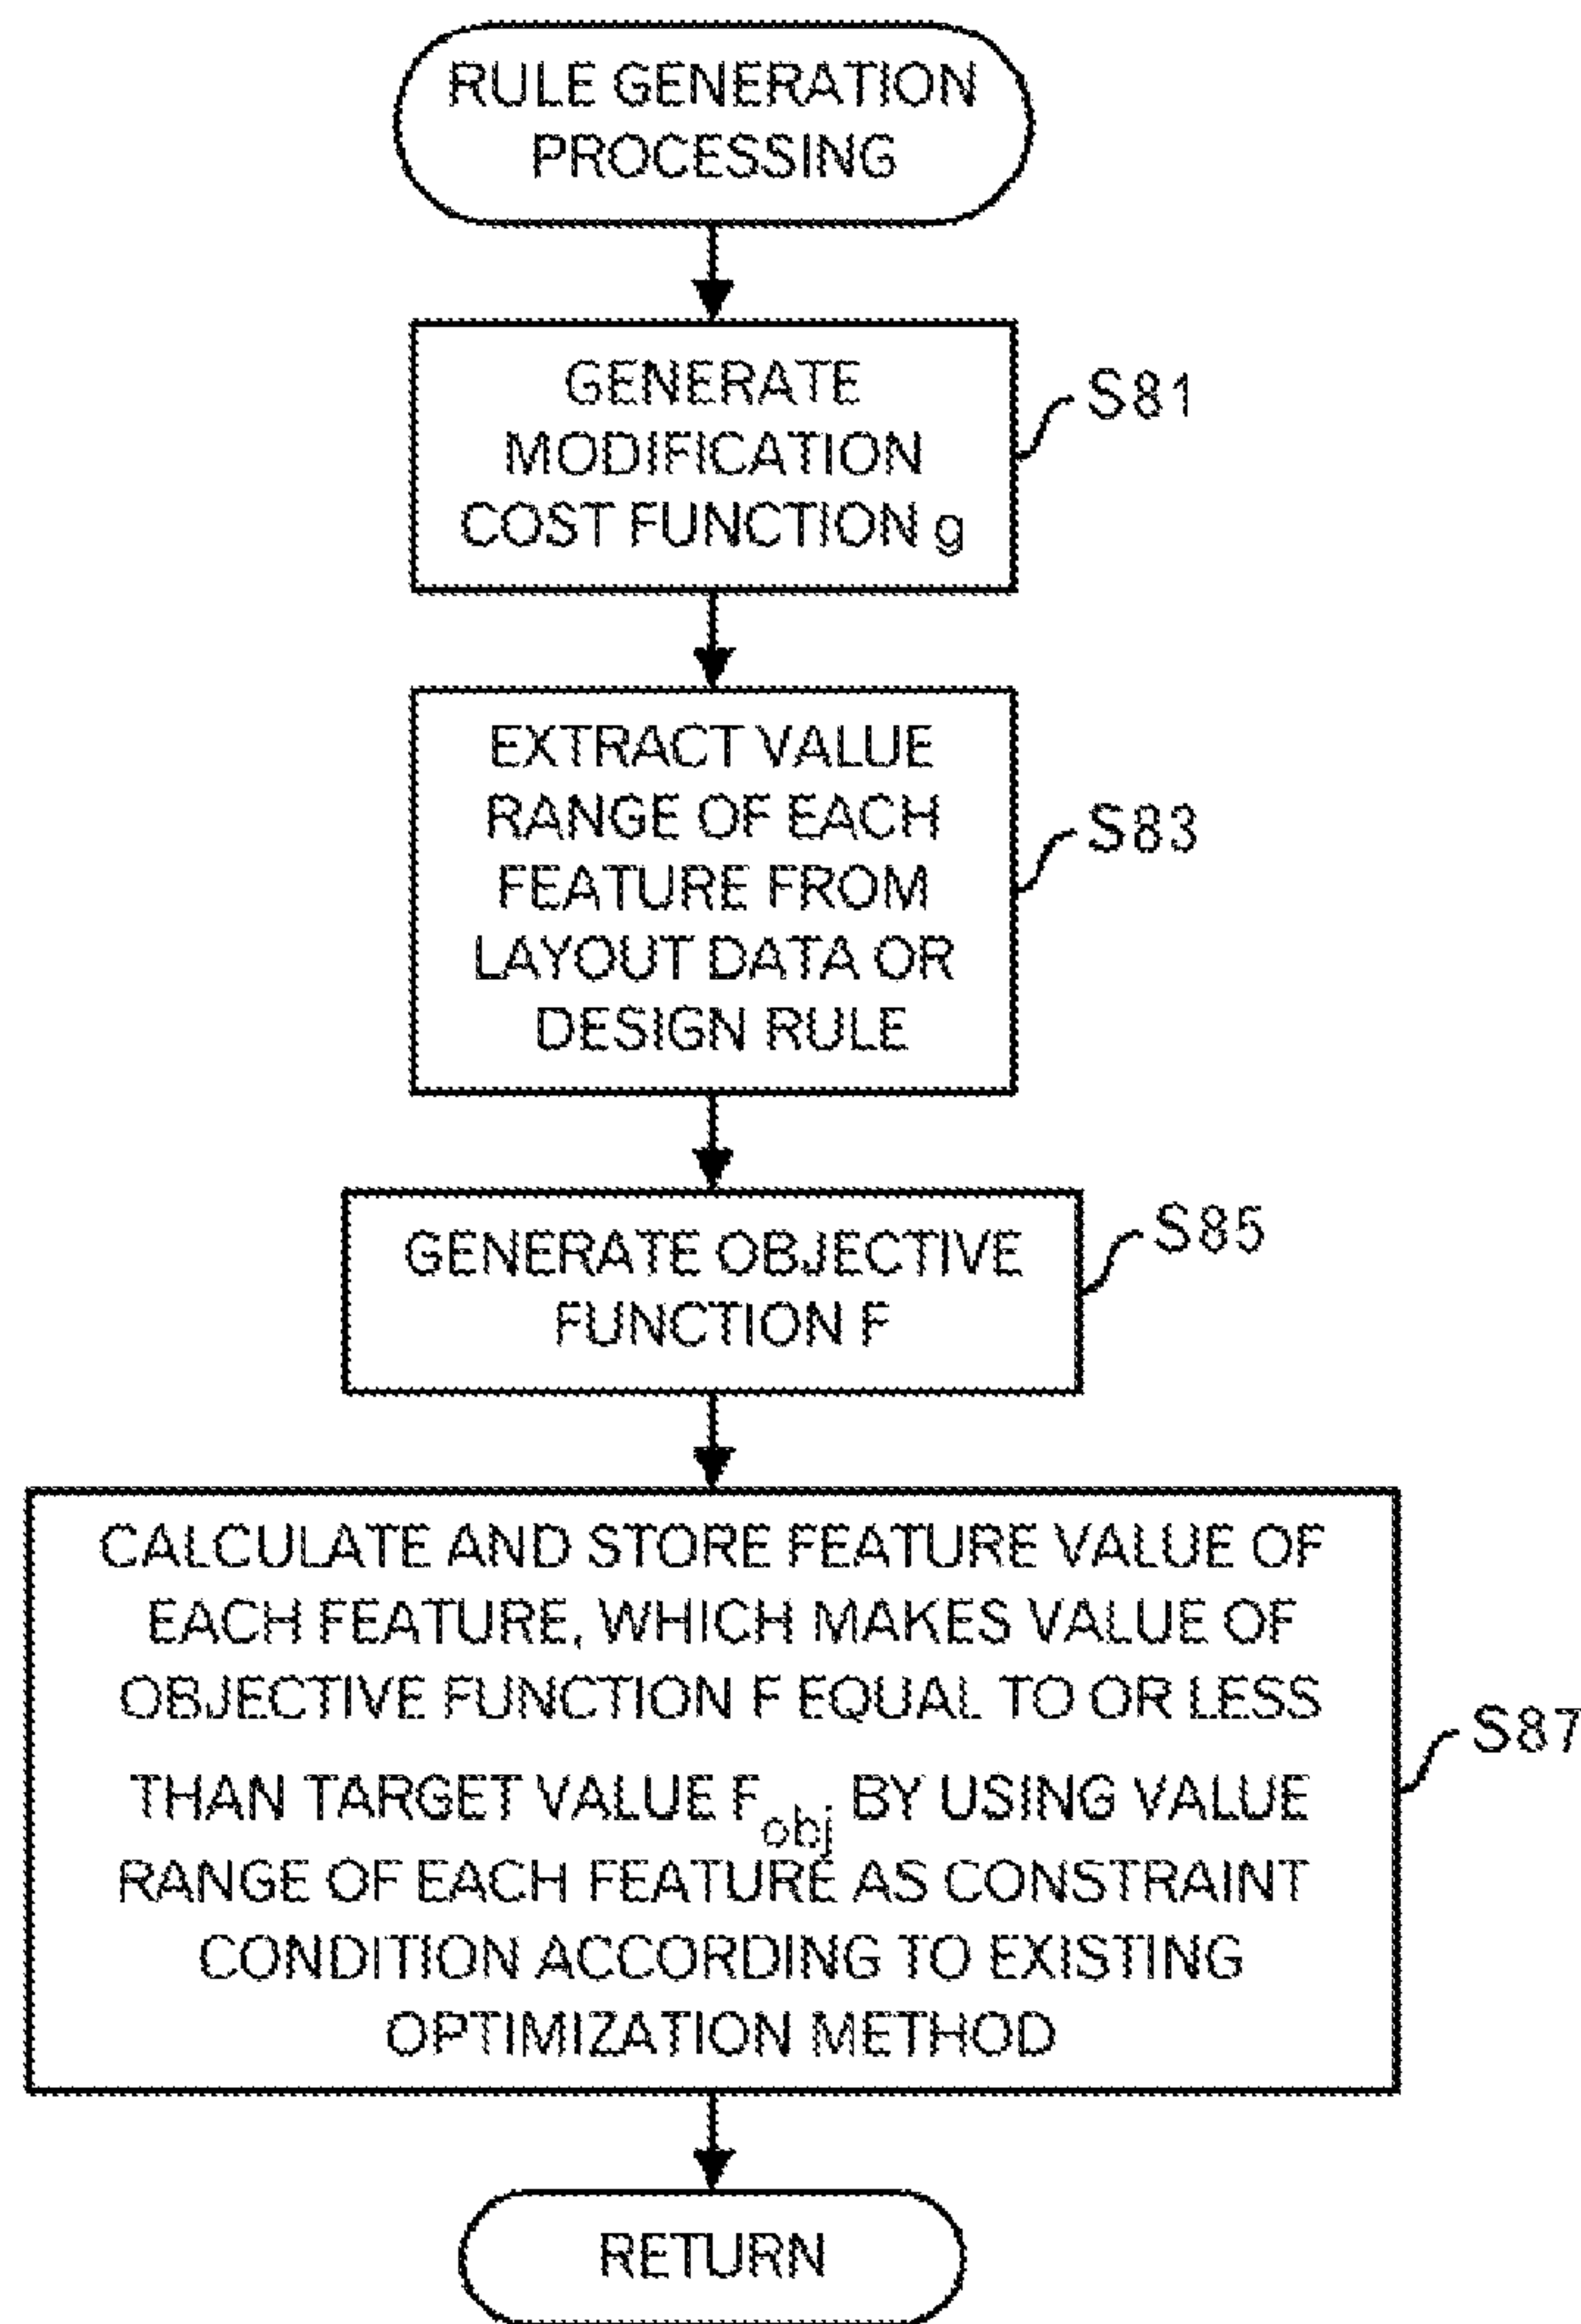 RULE GENERATION
PROCESSING
GENERATE
MODIFICATION
COST FUNCTION g
S81
EXTRACT VALUE
RANGE OF EACH
FEATURE FROM
LAYOUT DATA OR
DESIGN RULE
S83
GENERATE OBJECTIVE
FUNCTION F
S85
CALCULATE AND STORE FEATURE VALUE OF
EACH FEATURE, WHICH MAKES VALUE OF
OBJECTIVE FUNCTION F EQUAL TO OR LESS
THAN TARGET VALUE Fobj BY USING VALUE
RANGE OF EACH FEATURE AS CONSTRAINT
CONDITION ACCORDING TO EXISTING
OPTIMIZATION METHOD
S87
RETURN